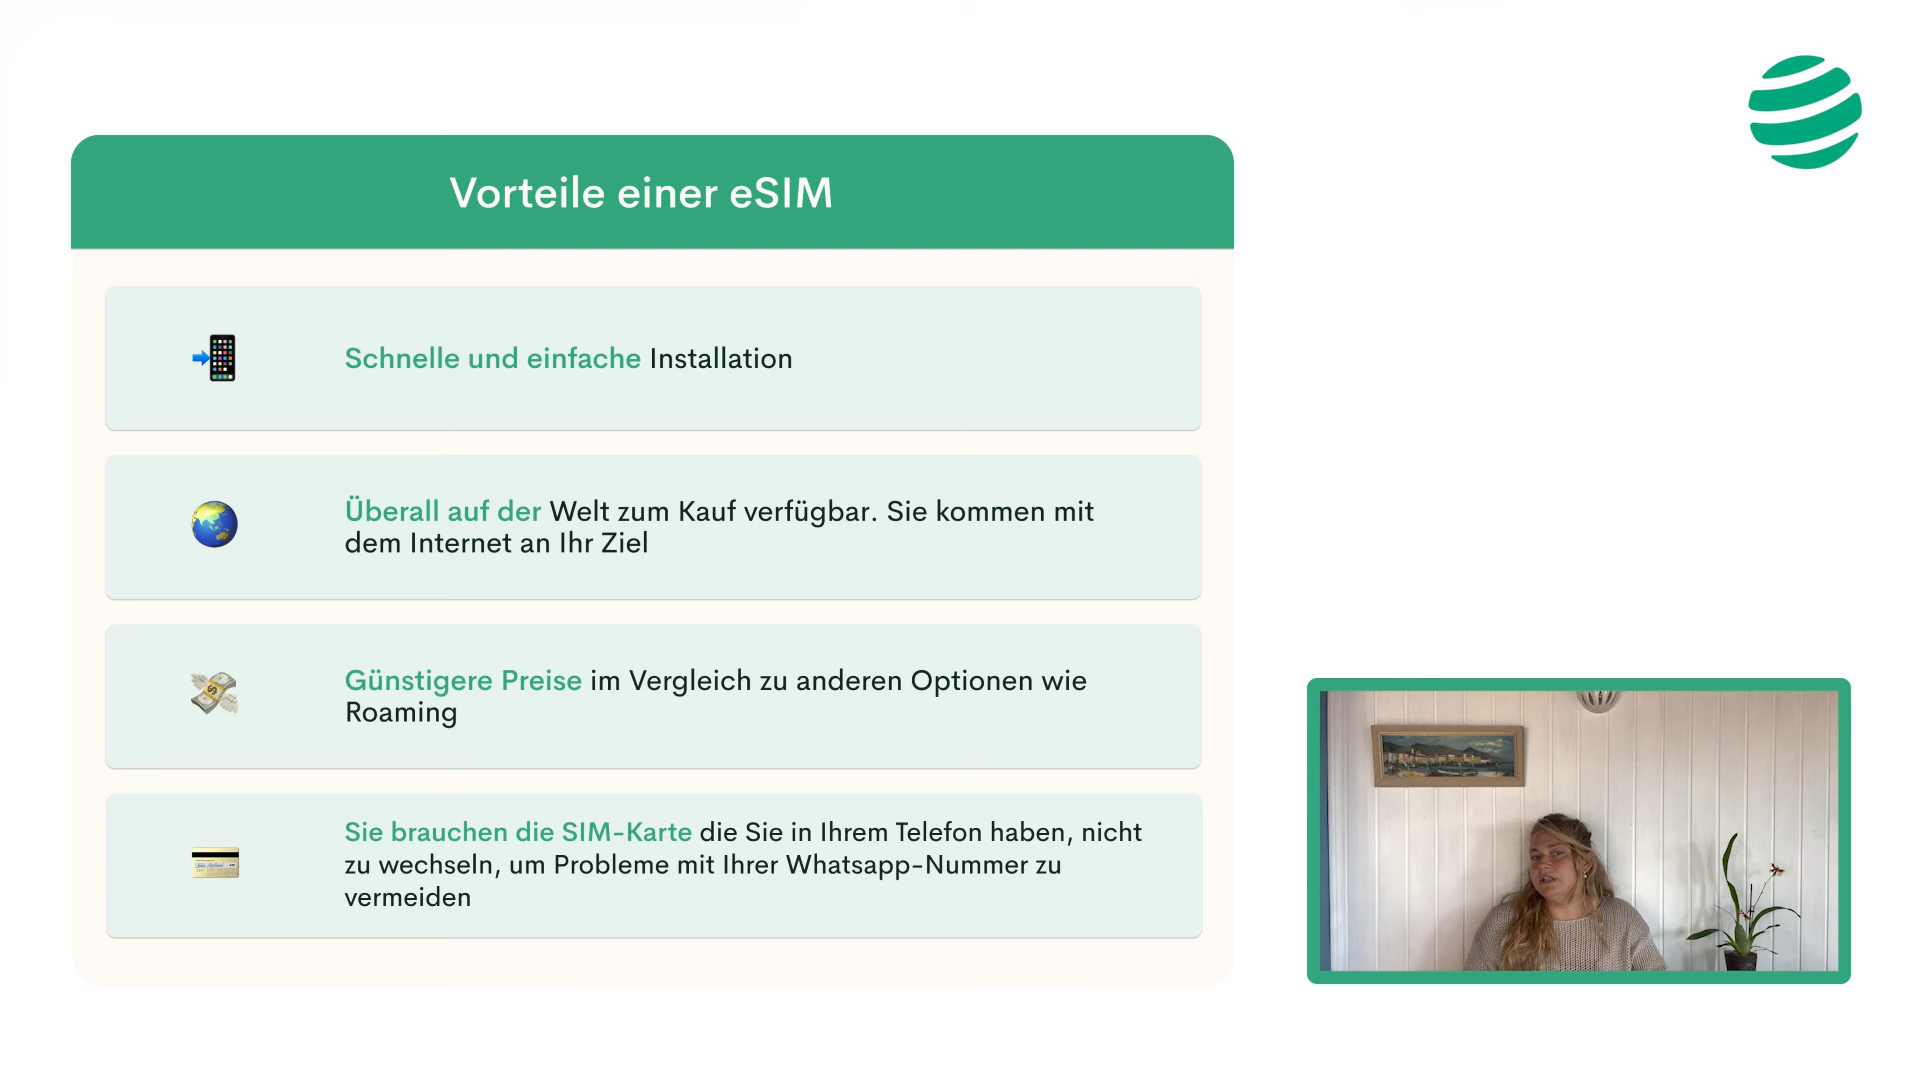 Vorteile einer eSIM
Schnelle und einfache Installation
Überall auf der Welt zum Kauf verfügbar. Sie kommen mit
dem Internet an Ihr Ziel
Günstigere Preise im Vergleich zu anderen Optionen wie
Roaming
Sie brauchen die SIM-Karte die Sie in Ihrem Telefon haben, nicht
zu wechseln, um Probleme mit Ihrer Whatsapp-Nummer zu
vermeiden